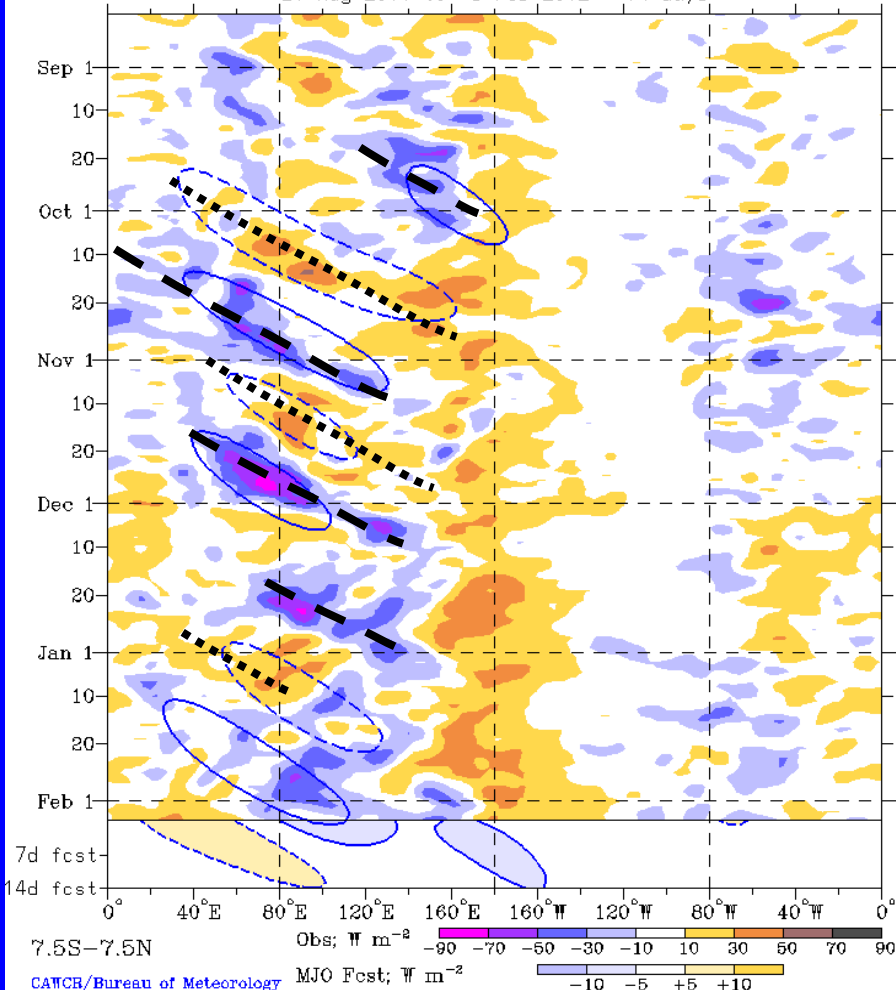 Sep 1
10
20
Oct 1
10
20
Nov 1
10
20
Dec 1
10
20
Jan 1
10
20
Feb 1
7d fcst
14d fcst
0° 40°E 80°E 120°E 160°E 160°W 120°W 80°W 40°W
7.5S-7.5N
Obs; W m-2
-90 -70 -50 -30 -10 10 30 50 70 90
CAWCR/Bureau of Meteorology
MJO Fcst; W m-2
-10 -5 +5 +10